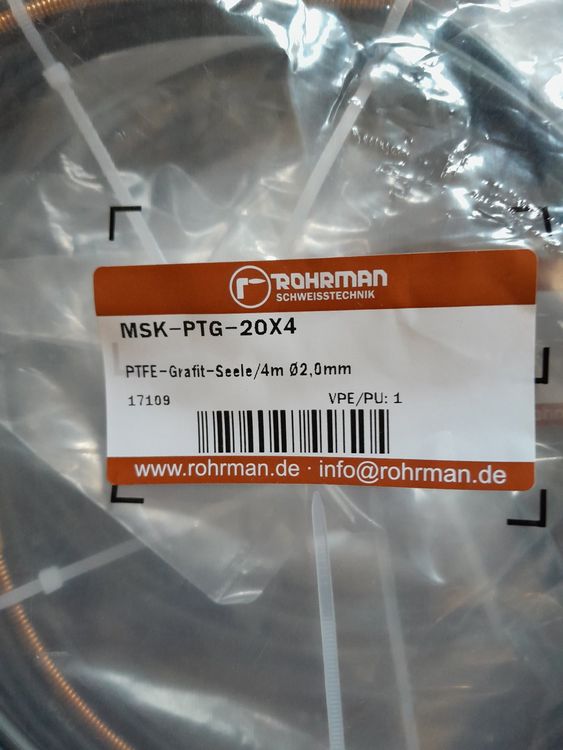 ROHRMAN
SCHWEISSTECHNIK
MSK-PTG-20X4
PTFE-Grafit-Seele/4m Ø2,0mm
17109 VPE/PU: 1
www.rohrman.de · info@rohrman.de